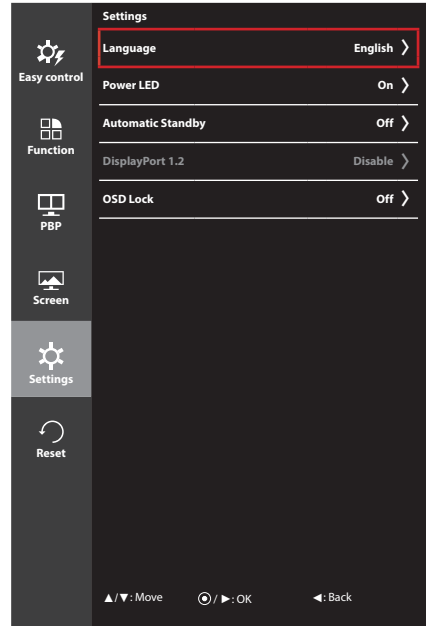 Settings
Language English
Easy control
Power LED On
Automatic Standby Off
Function
DisplayPort 1.2 Disable
OSD Lock Off
PBP
Screen
Settings
Reset
▲/▼: Move ◉ / ►: OK ◄: Back